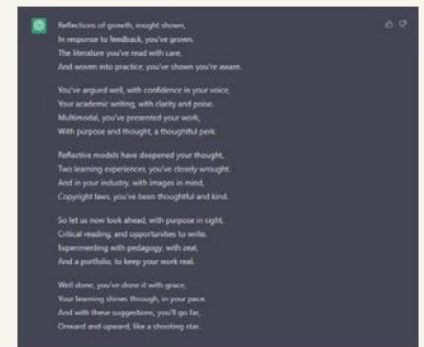 Reflections of growth, insight shown,
In response to feedback, you've grown.
The literature you've read with care,
And woven into practice, you've shown you're aware.
You've argued well, with confidence in your voice,
Your academic writing, with clarity and poise.
Multimodal, you've presented your work,
With purpose and thought, a thoughtful perk.
Reflective models have deepened your thought,
Two learning experiences, you've closely wrought.
And in your industry, with images in mind,
Copyright laws, you've been thoughtful and kind.
So let us now look ahead, with purpose in sight,
Critical reading, and opportunities to write.
Experimenting with pedagogy, with zeal,
And a portfolio, to keep your work real.
Well done, you've done it with grace,
Your learning shines through, in your pace.
And with these suggestions, you'll go far,
Onward and upward, like a shooting star.